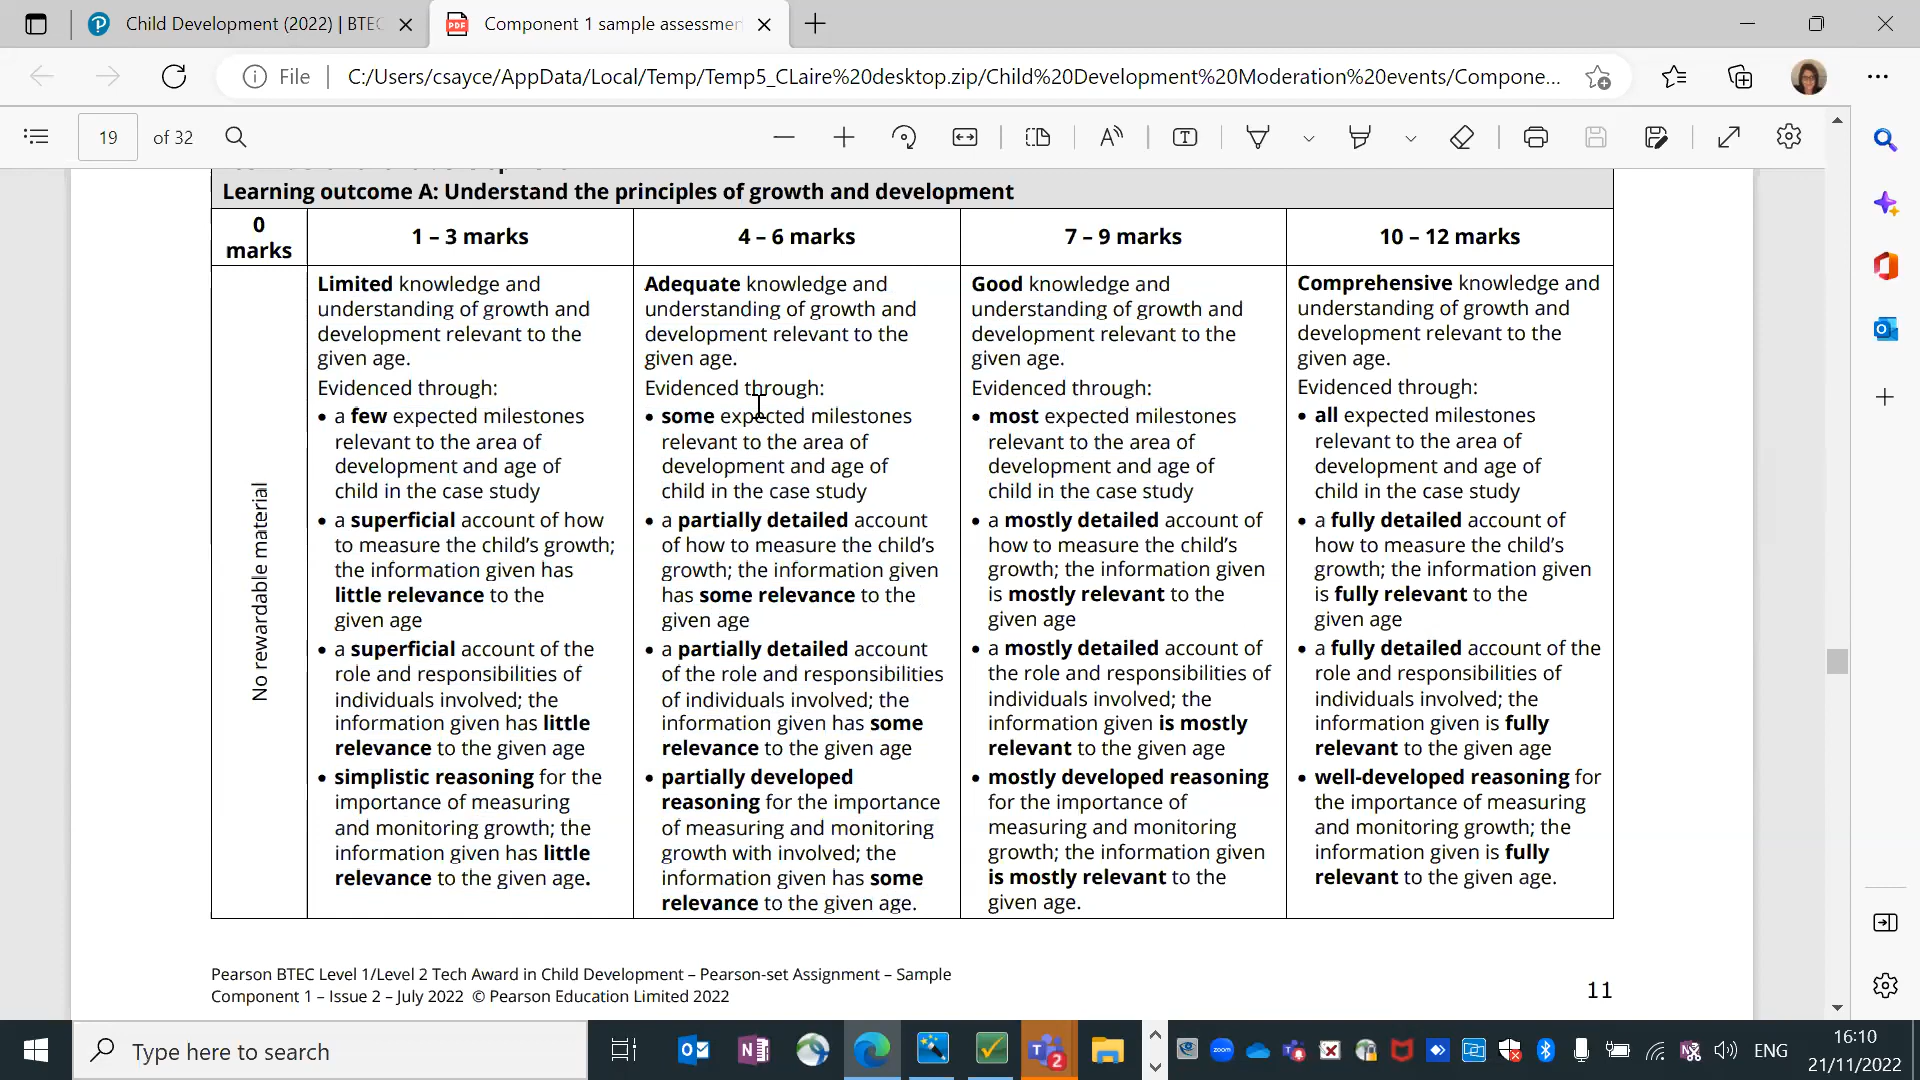 Child Development (2022) | BTEC
Component 1 sample assessmen
File
C:/Users/csayce/AppData/Local/Temp/Temp5_CLaire%20desktop.zip/Child%20Development%20Moderation%20events/Compone...
19 of 32
Learning outcome A: Understand the principles of growth and development
0 marks
1 – 3 marks
4 – 6 marks
7 – 9 marks
10 – 12 marks
No rewardable material
Limited knowledge and
understanding of growth and
development relevant to the
given age.
Evidenced through:
• a few expected milestones
relevant to the area of
development and age of
child in the case study
• a superficial account of how
to measure the child's growth;
the information given has
little relevance to the
given age
• a superficial account of the
role and responsibilities of
individuals involved; the
information given has little
relevance to the given age
• simplistic reasoning for the
importance of measuring
and monitoring growth; the
information given has little
relevance to the given age.
Adequate knowledge and
understanding of growth and
development relevant to the
given age.
Evidenced through:
• some expected milestones
relevant to the area of
development and age of
child in the case study
• a partially detailed account
of how to measure the child's
growth; the information given
has some relevance to the
given age
• a partially detailed account
of the role and responsibilities
of individuals involved; the
information given has some
relevance to the given age
• partially developed
reasoning for the importance
of measuring and monitoring
growth with involved; the
information given has some
relevance to the given age.
Good knowledge and
understanding of growth and
development relevant to the
given age.
Evidenced through:
• most expected milestones
relevant to the area of
development and age of
child in the case study
• a mostly detailed account of
how to measure the child's
growth; the information given
is mostly relevant to the
given age
• a mostly detailed account of
the role and responsibilities of
individuals involved; the
information given is mostly
relevant to the given age
• mostly developed reasoning
for the importance of
measuring and monitoring
growth; the information given
is mostly relevant to the
given age.
Comprehensive knowledge and
understanding of growth and
development relevant to the
given age.
Evidenced through:
• all expected milestones
relevant to the area of
development and age of
child in the case study
• a fully detailed account of
how to measure the child's
growth; the information given
is fully relevant to the
given age
• a fully detailed account of the
role and responsibilities of
individuals involved; the
information given is fully
relevant to the given age
• well-developed reasoning for
the importance of measuring
and monitoring growth; the
information given is fully
relevant to the given age.
Pearson BTEC Level 1/Level 2 Tech Award in Child Development – Pearson-set Assignment – Sample
Component 1 – Issue 2 – July 2022 © Pearson Education Limited 2022
11
Type here to search
2
zoom
ENG
16:10
21/11/2022